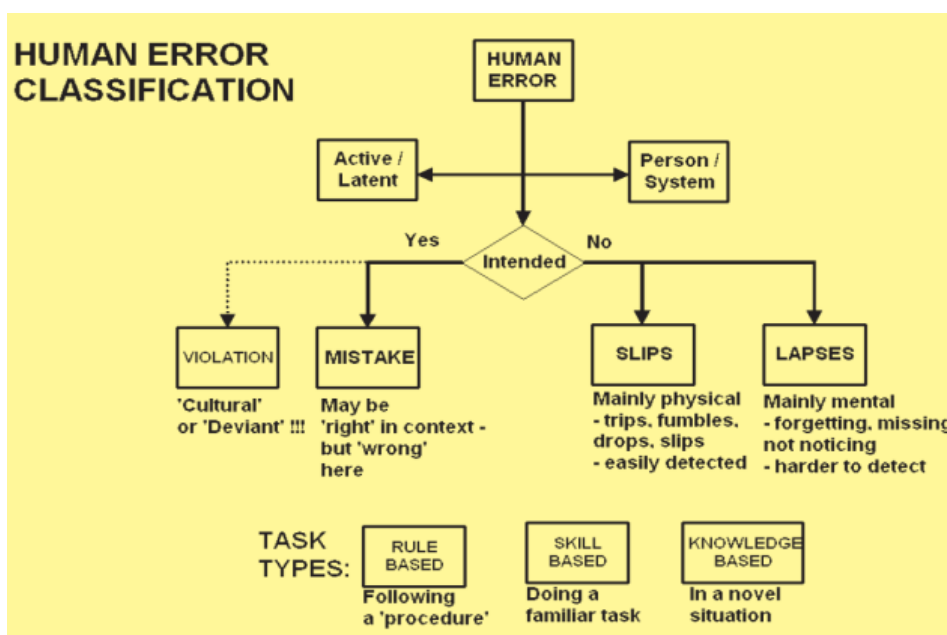 HUMAN ERROR
CLASSIFICATION
HUMAN
ERROR
Active /
Latent
Person /
System
Yes
No
Intended
VIOLATION
MISTAKE
SLIPS
LAPSES
'Cultural'
or 'Deviant' !!!
May be
'right' in context -
but 'wrong'
here
Mainly physical
- trips, fumbles,
drops, slips
- easily detected
Mainly mental
- forgetting, missing
not noticing
- harder to detect
TASK
TYPES:
RULE
BASED
SKILL
BASED
KNOWLEDGE
BASED
Following
a 'procedure'
Doing a
familiar task
In a novel
situation